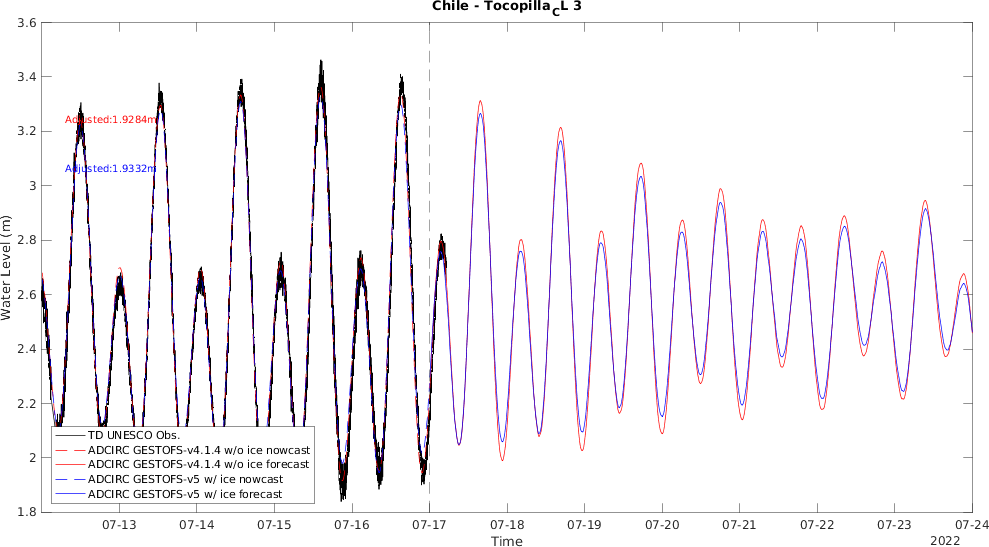 Chile - Tocopilla_CL 3
3.6
3.4
3.2
3
2.8
2.6
2.4
2.2
2
1.8
Water Level (m)
Adjusted:1.9284m
Adjusted:1.9332m
TD UNESCO Obs.
ADCIRC GESTOFS-v4.1.4 w/o ice nowcast
ADCIRC GESTOFS-v4.1.4 w/o ice forecast
ADCIRC GESTOFS-v5 w/ ice nowcast
ADCIRC GESTOFS-v5 w/ ice forecast
07-13 07-14 07-15 07-16 07-17 07-18 07-19 07-20 07-21 07-22 07-23 07-24
Time
2022